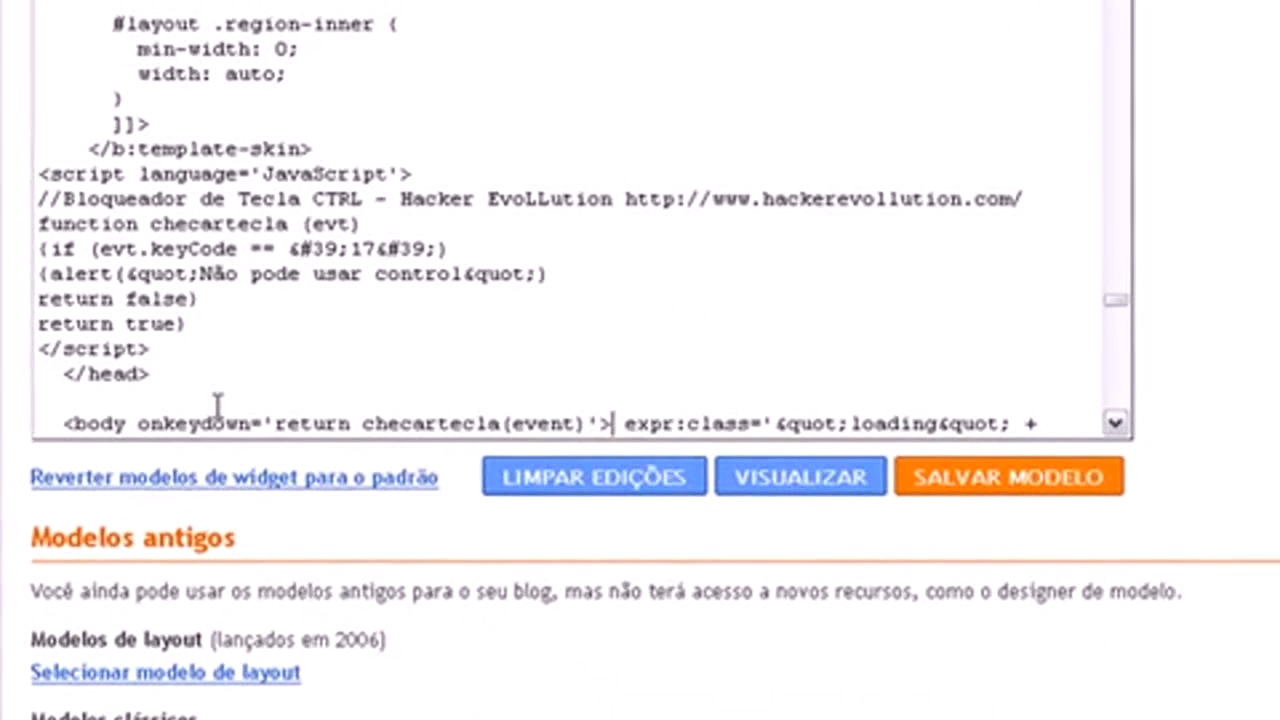 #layout .region-inner {
min-width: 0;
width: auto;
}
]]>
</b:template-skin>
<script language='JavaScript'>
//Bloqueador de Tecla CTRL - Hacker EvoLLution http://www.hackerevollution.com/
function checartecla (evt)
{if (evt.keyCode == &#39;17&#39;)
{alert(&quot;Não pode usar control&quot;)
return false}
return true}
</script>
</head>
<body onkeydown='return checartecla(event)'> expr:class='&quot;loading&quot; +
Reverter modelos de widget para o padrão LIMPAR EDIÇÕES VISUALIZAR SALVAR MODELO
Modelos antigos
Você ainda pode usar os modelos antigos para o seu blog, mas não terá acesso a novos recursos, como o designer de modelo.
Modelos de layout (lançados em 2006)
Selecionar modelo de layout
Modelos clássicos